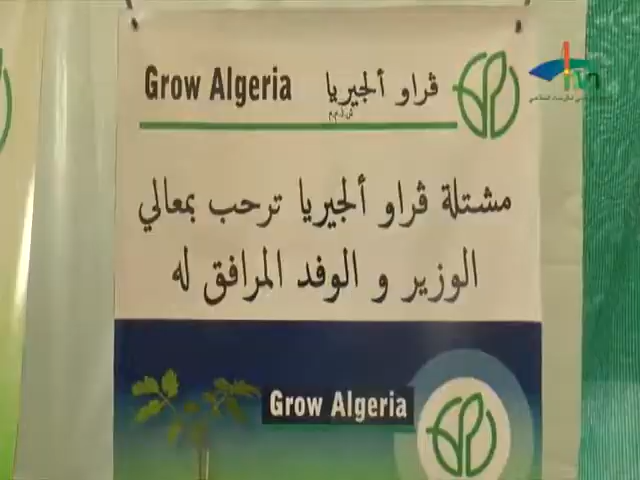 Grow Algeria ڤراو ألجيريا
ش.ذ.م.م
مشتلة ڤراو ألجيريا ترحب بمعالي
الوزير و الوفد المرافق له
Grow Algeria